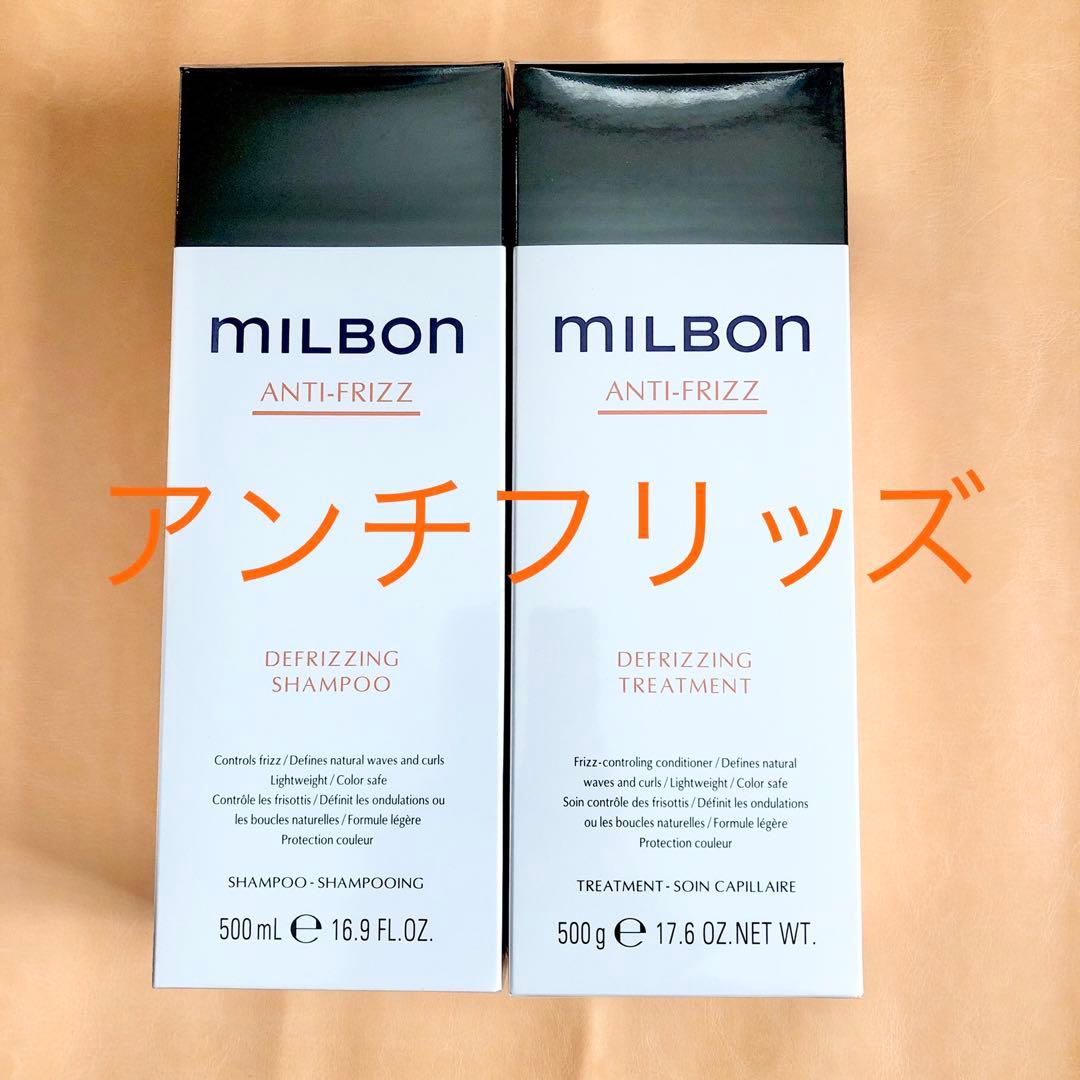 MILBON
ANTI-FRIZZ
DEFRIZZING
SHAMPOO
Controls frizz / Defines natural waves and curls
Lightweight / Color safe
Contrôle les frisottis / Définit les ondulations ou
les boucles naturelles / Formule légère
Protection couleur
SHAMPOO - SHAMPOOING
500 mL ℮ 16.9 FL.OZ.
MILBON
ANTI-FRIZZ
DEFRIZZING
TREATMENT
Frizz-controling conditioner / Defines natural
waves and curls / Lightweight / Color safe
Soin contrôle des frisottis / Définit les ondulations
ou les boucles naturelles / Formule légère
Protection couleur
TREATMENT - SOIN CAPILLAIRE
500 g ℮ 17.6 OZ.NET WT.
アンチフリッズ